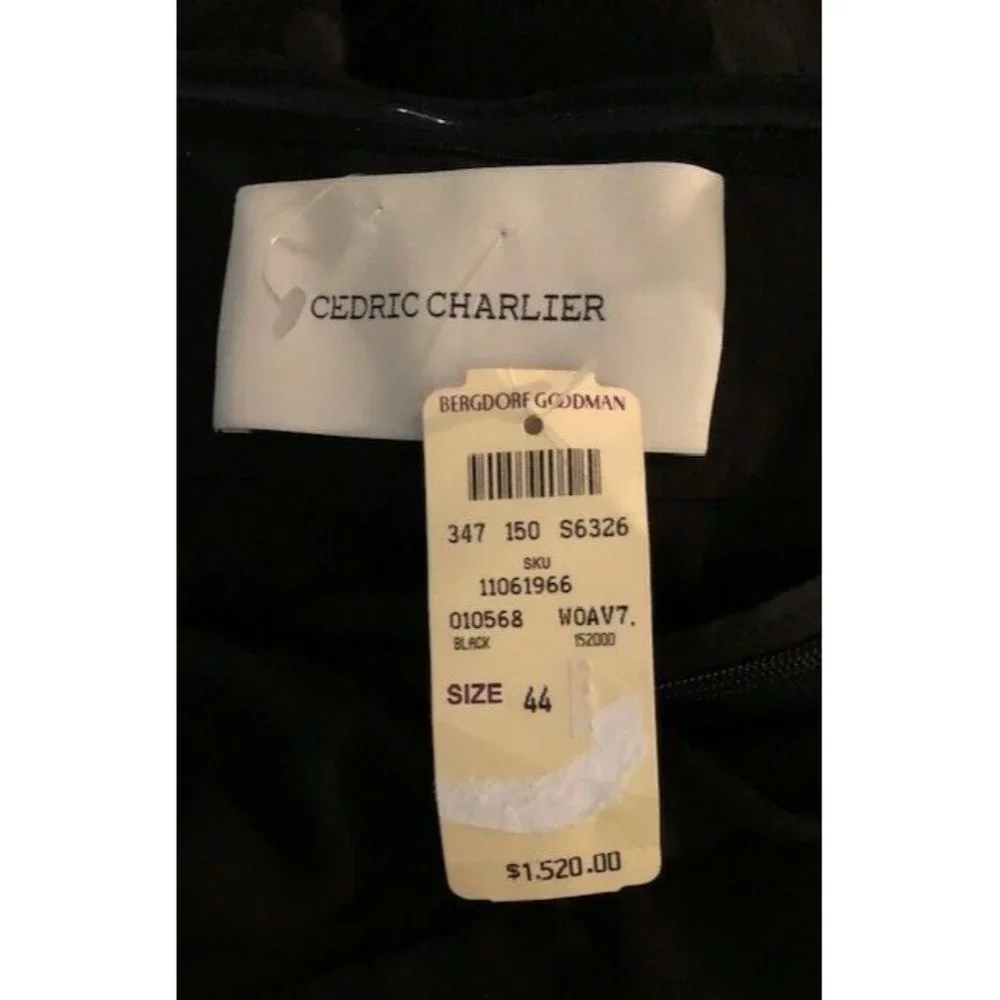 CEDRIC CHARLIER
BERGDORF GOODMAN
347 150 S6326
SKU
11061966
010568 WOAV7.
BLACK 152000
SIZE 44
$1,520.00